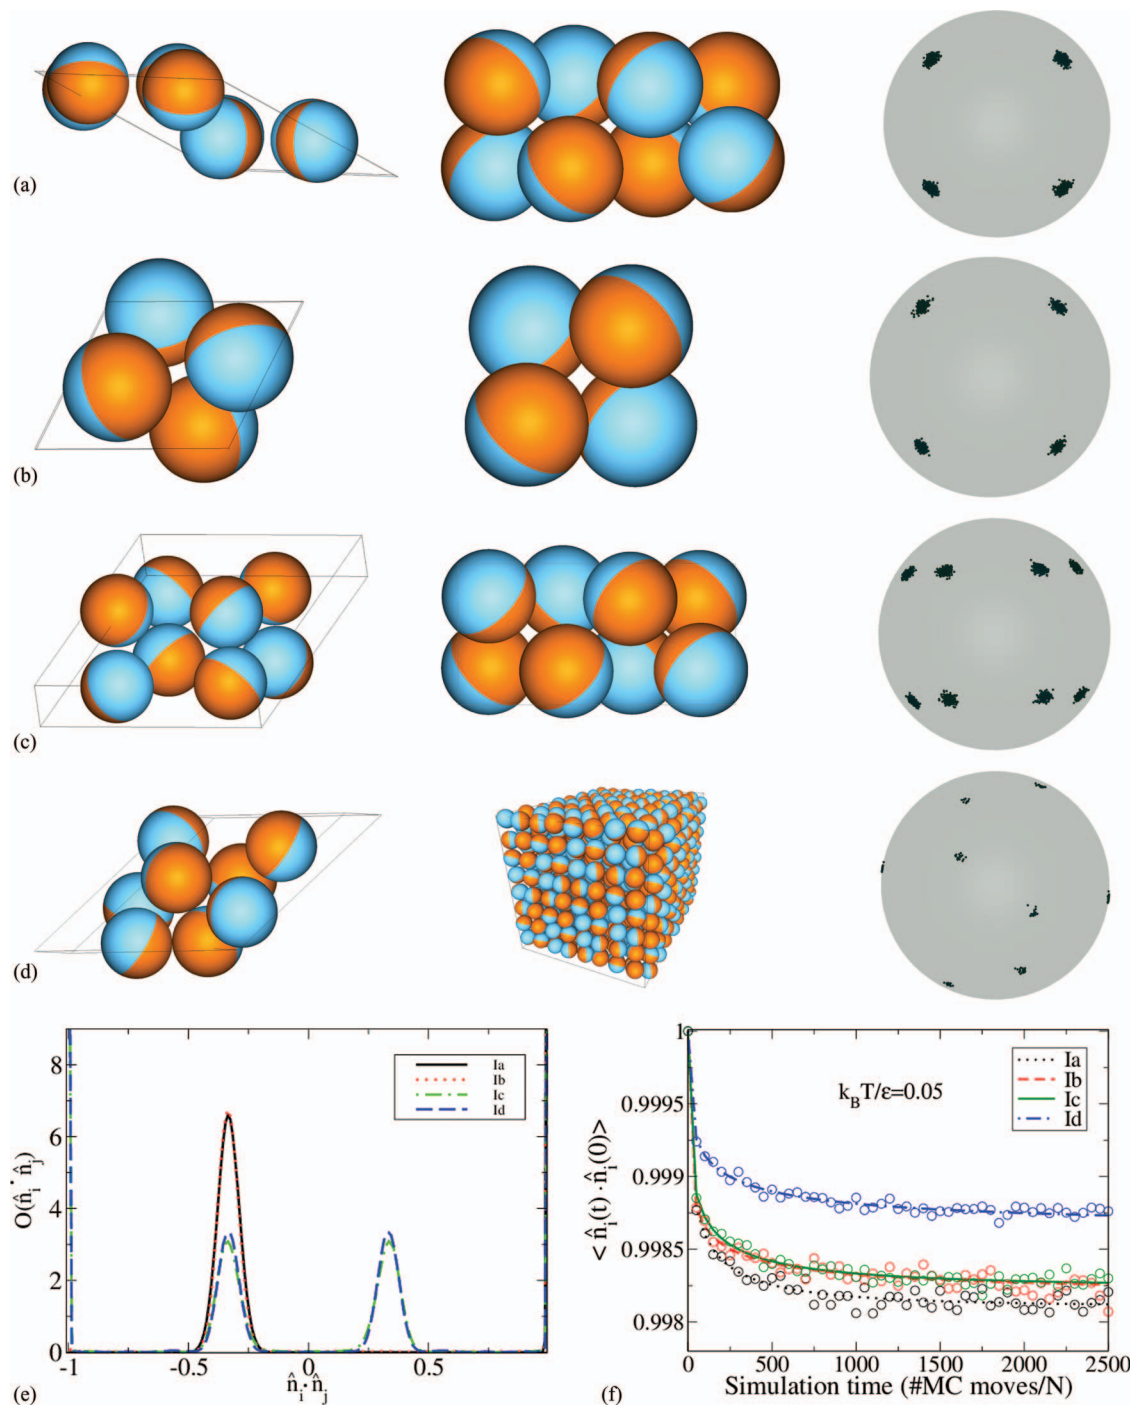 (a)
(b)
(c)
(d)
8
6
4
2
0
-1
-0.5
0
0.5
O(n̂ᵢ·n̂ⱼ)
n̂ᵢ·n̂ⱼ
Ia
Ib
Ic
Id
(e)
1
0.9995
0.999
0.9985
0.998
0
500
1000
1500
2000
2500
< n̂ᵢ(t) · n̂ᵢ(0)>
k_BT/ε=0.05
Ia
Ib
Ic
Id
Simulation time (#MC moves/N)
(f)